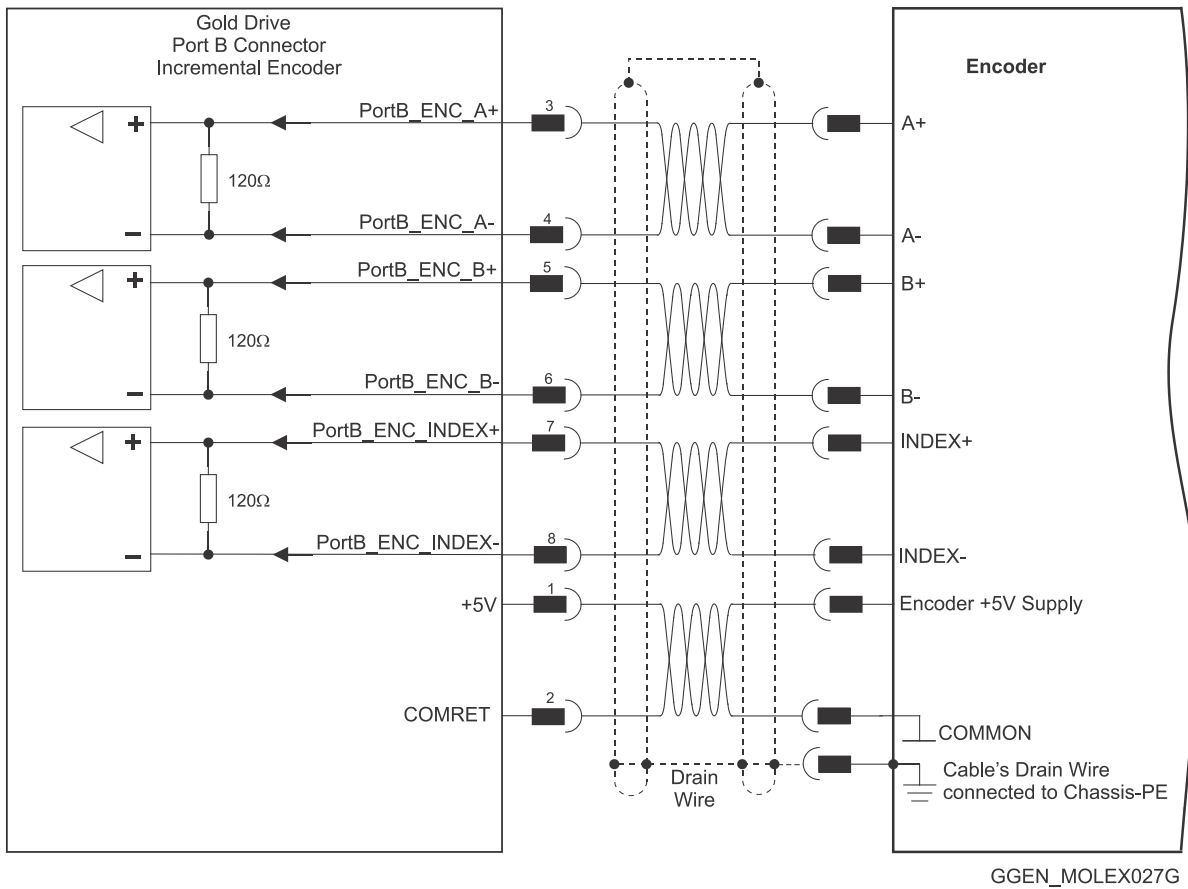 Gold Drive
Port B Connector
Incremental Encoder
Encoder
+
PortB_ENC_A+
3
A+
120Ω
–
PortB_ENC_A-
4
A-
+
PortB_ENC_B+
5
B+
120Ω
–
PortB_ENC_B-
6
B-
+
PortB_ENC_INDEX+
7
INDEX+
120Ω
–
PortB_ENC_INDEX-
8
INDEX-
+5V
1
Encoder +5V Supply
COMRET
2
COMMON
Drain
Wire
Cable's Drain Wire
connected to Chassis-PE
GGEN_MOLEX027G